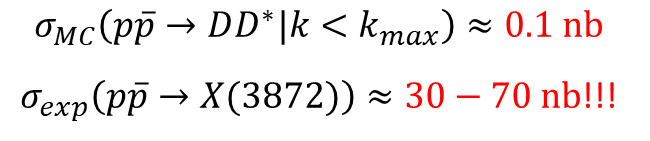 σ_MC(pp̄ → DD*|k < k_max) ≈ 0.1 nb
σ_exp(pp̄ → X(3872)) ≈ 30 − 70 nb!!!